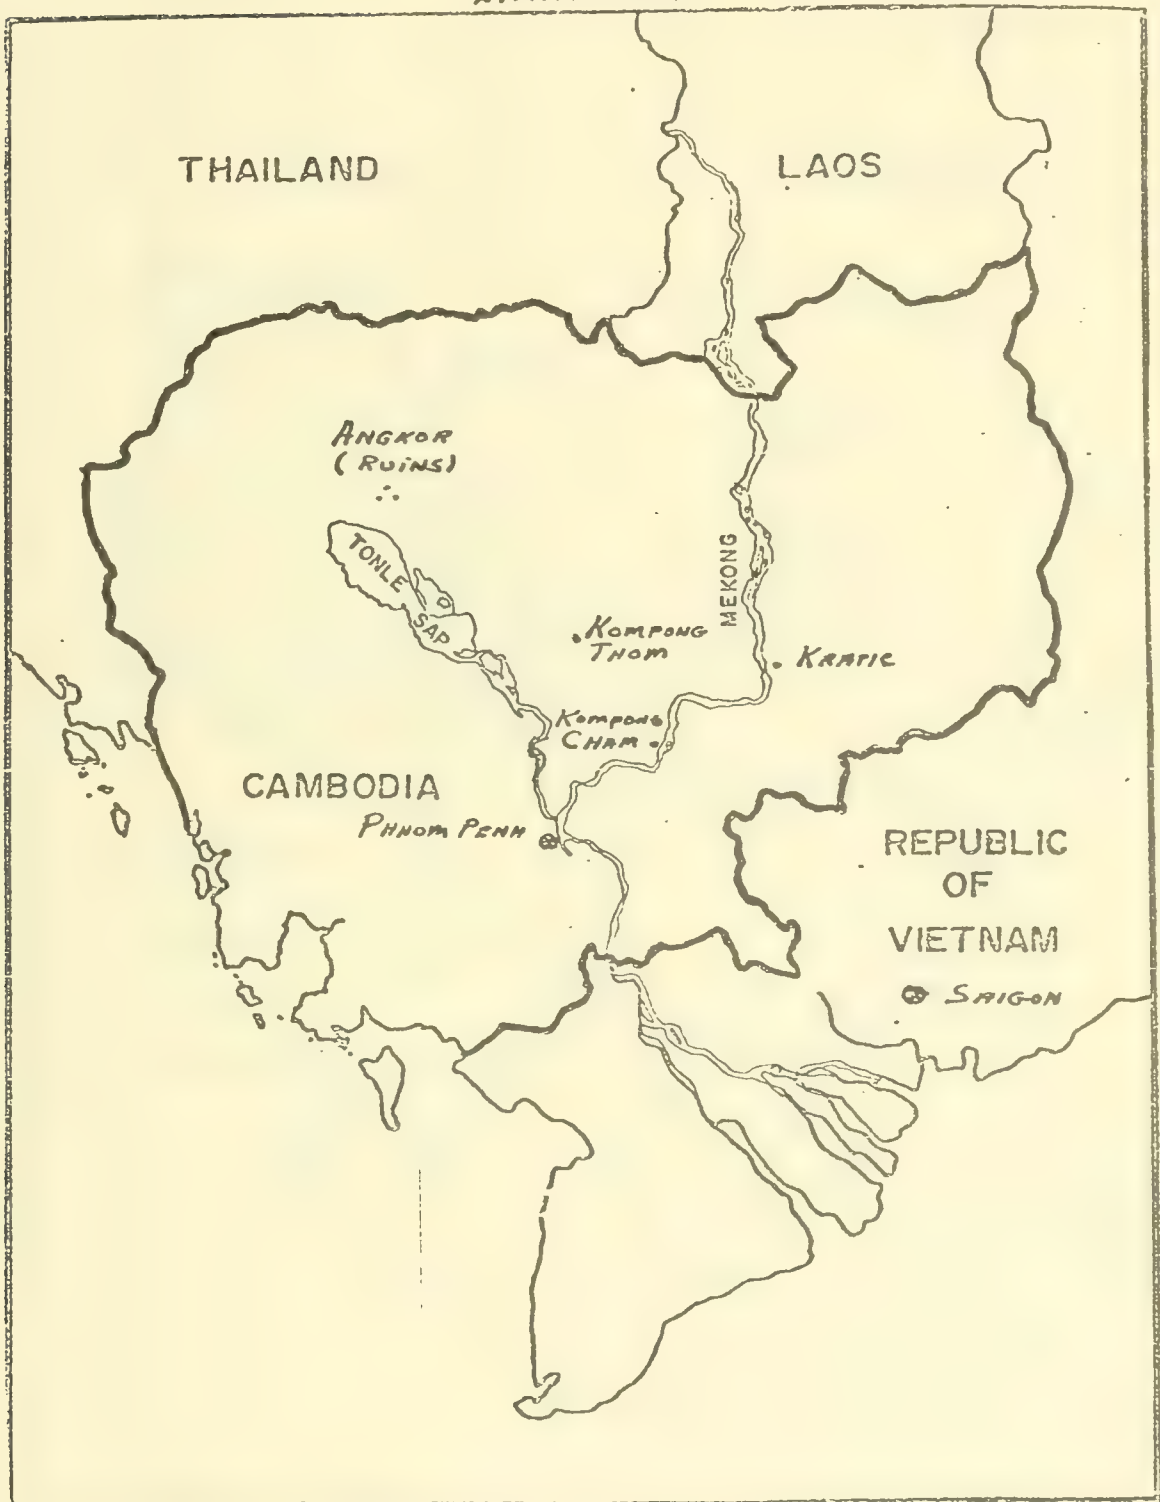 THAILAND
LAOS
ANGKOR
(RUINS)
TONLE
SAP
MEKONG
KOMPONG
THOM
KRATIE
KOMPONG
CHAM
CAMBODIA
PHNOM PENH
REPUBLIC
OF
VIETNAM
SAIGON